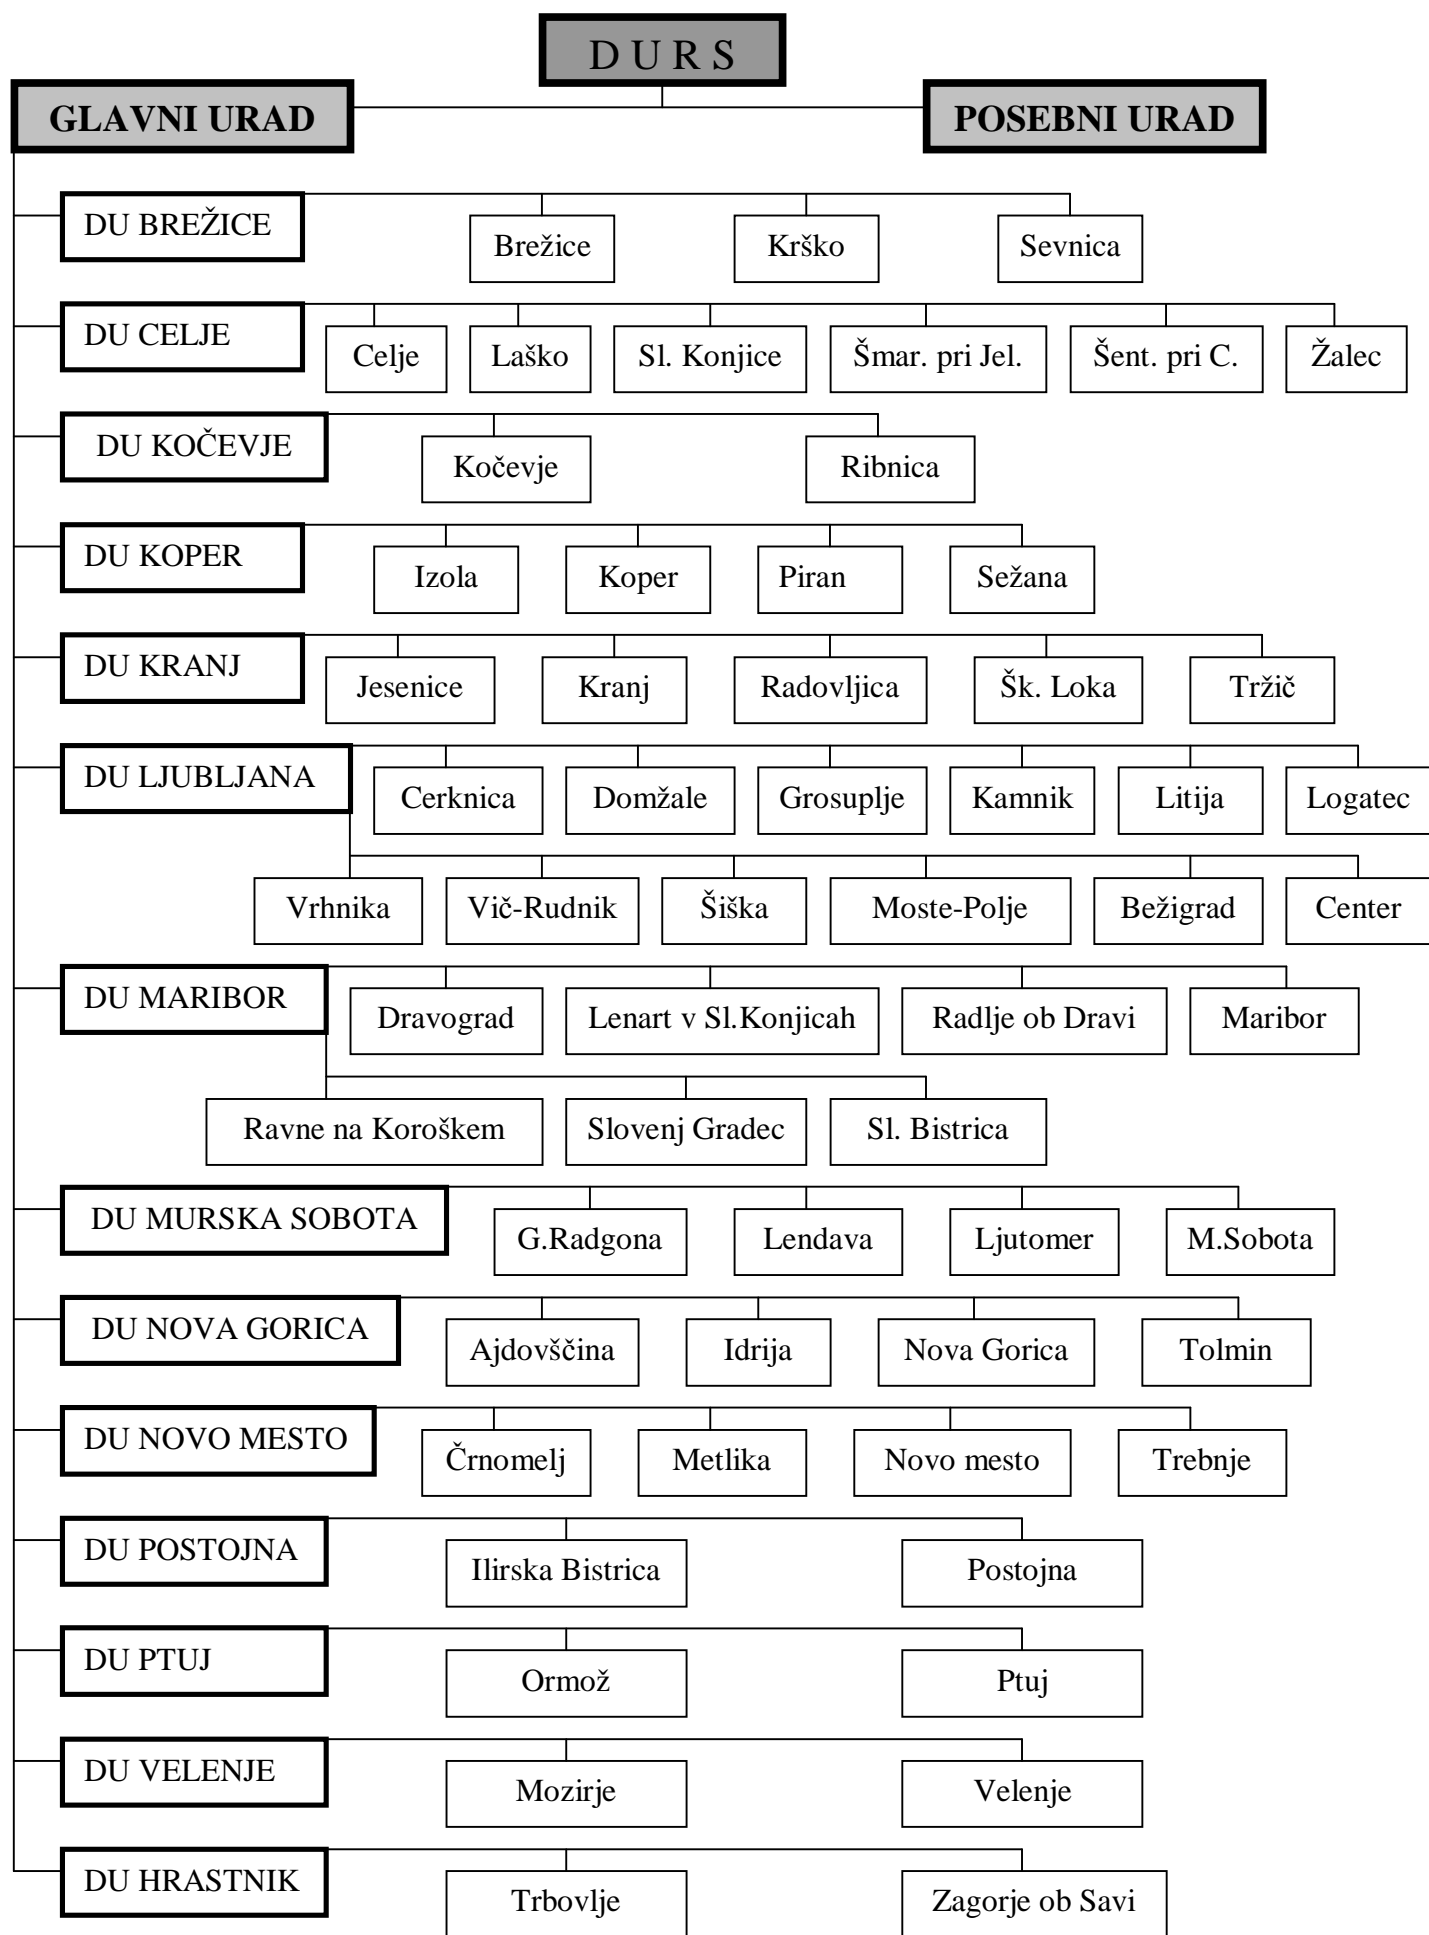 D U R S
GLAVNI URAD
POSEBNI URAD
DU BREŽICE
Brežice
Krško
Sevnica
DU CELJE
Celje
Laško
Sl. Konjice
Šmar. pri Jel.
Šent. pri C.
Žalec
DU KOČEVJE
Kočevje
Ribnica
DU KOPER
Izola
Koper
Piran
Sežana
DU KRANJ
Jesenice
Kranj
Radovljica
Šk. Loka
Tržič
DU LJUBLJANA
Cerknica
Domžale
Grosuplje
Kamnik
Litija
Logatec
Vrhnika
Vič-Rudnik
Šiška
Moste-Polje
Bežigrad
Center
DU MARIBOR
Dravograd
Lenart v Sl.Konjicah
Radlje ob Dravi
Maribor
Ravne na Koroškem
Slovenj Gradec
Sl. Bistrica
DU MURSKA SOBOTA
G.Radgona
Lendava
Ljutomer
M.Sobota
DU NOVA GORICA
Ajdovščina
Idrija
Nova Gorica
Tolmin
DU NOVO MESTO
Črnomelj
Metlika
Novo mesto
Trebnje
DU POSTOJNA
Ilirska Bistrica
Postojna
DU PTUJ
Ormož
Ptuj
DU VELENJE
Mozirje
Velenje
DU HRASTNIK
Trbovlje
Zagorje ob Savi